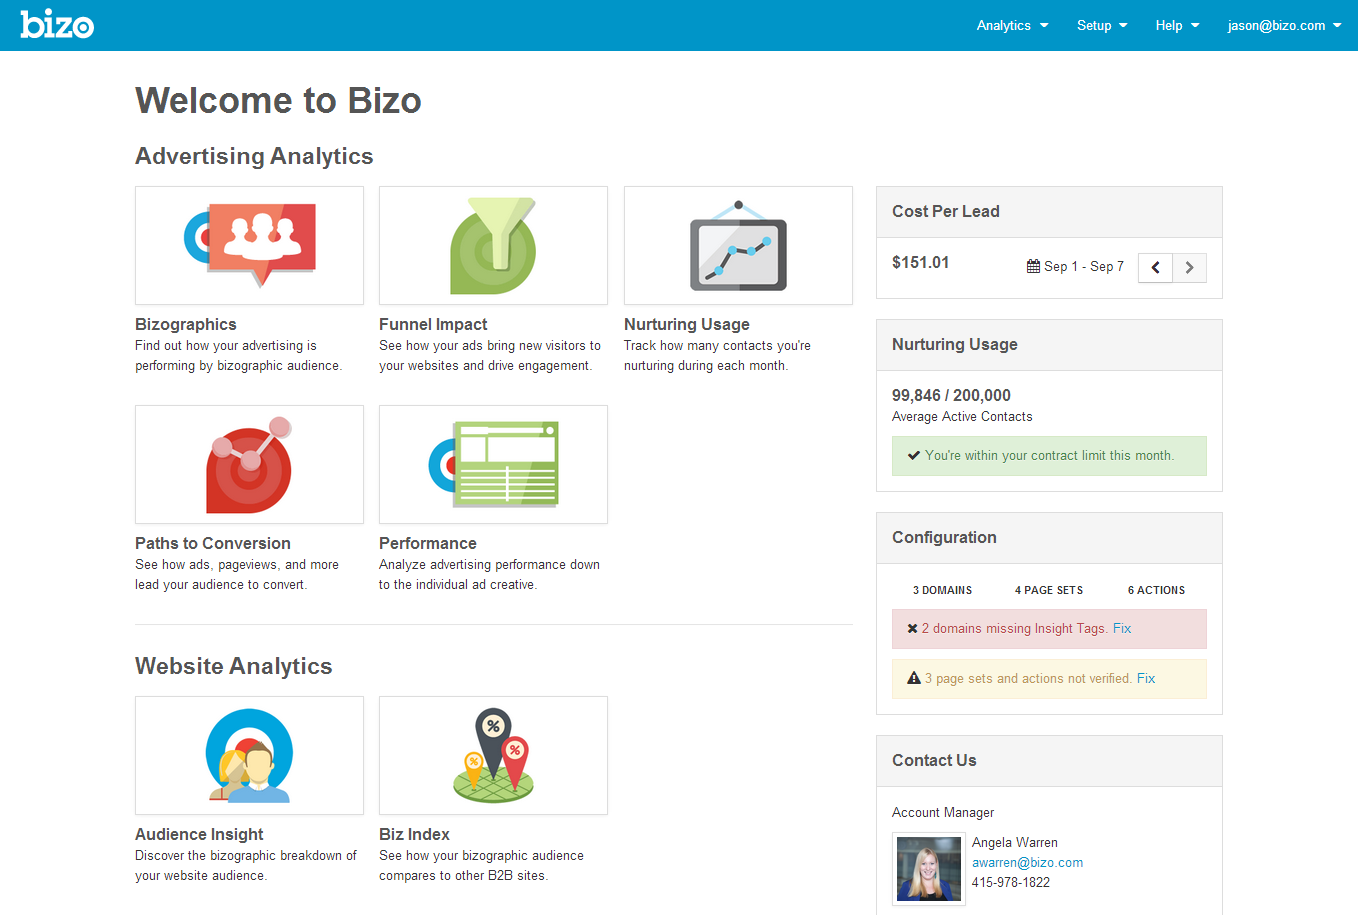 bizo
Analytics
Setup
Help
jason@bizo.com
Welcome to Bizo
Advertising Analytics
Bizographics
Find out how your advertising is
performing by bizographic audience.
Funnel Impact
See how your ads bring new visitors to
your websites and drive engagement.
Nurturing Usage
Track how many contacts you're
nurturing during each month.
Paths to Conversion
See how ads, pageviews, and more
lead your audience to convert.
Performance
Analyze advertising performance down
to the individual ad creative.
Website Analytics
%
%
%
Audience Insight
Discover the bizographic breakdown of
your website audience.
Biz Index
See how your bizographic audience
compares to other B2B sites.
Cost Per Lead
$151.01
Sep 1 - Sep 7
Nurturing Usage
99,846 / 200,000
Average Active Contacts
You're within your contract limit this month.
Configuration
3 DOMAINS
4 PAGE SETS
6 ACTIONS
2 domains missing Insight Tags. Fix
3 page sets and actions not verified. Fix
Contact Us
Account Manager
Angela Warren
awarren@bizo.com
415-978-1822